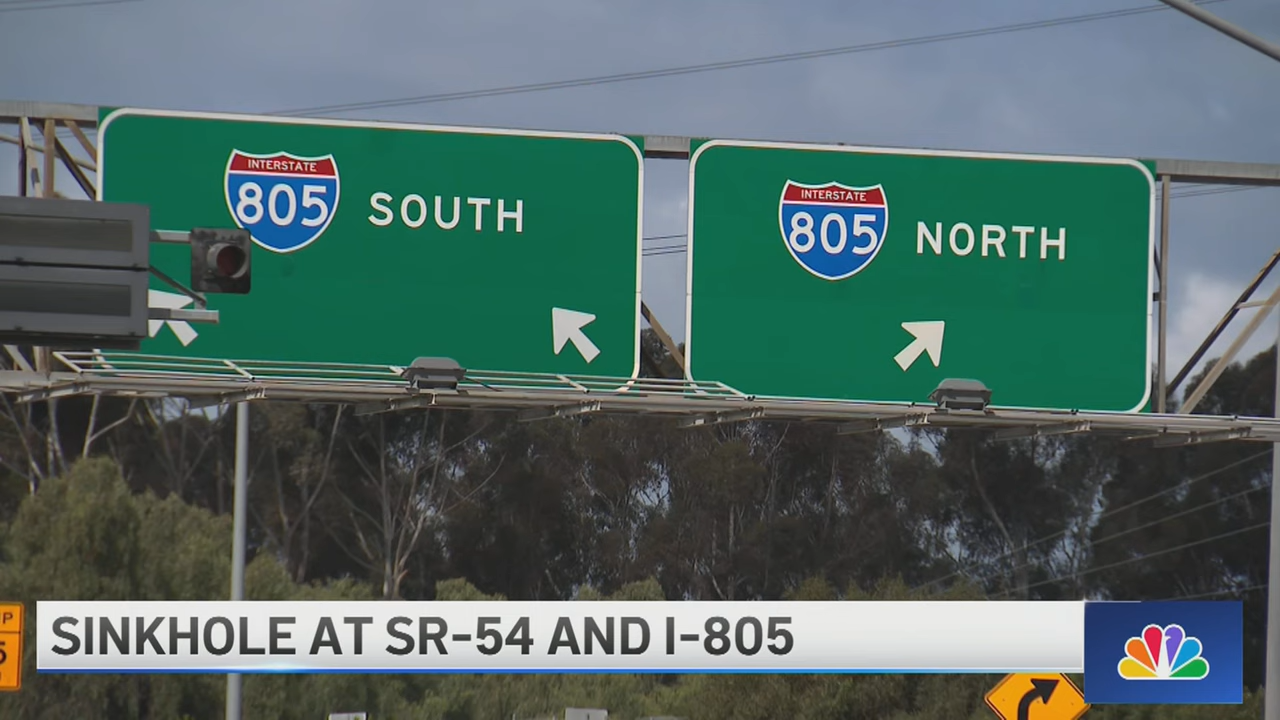 INTERSTATE
805 SOUTH
INTERSTATE
805 NORTH
SINKHOLE AT SR-54 AND I-805